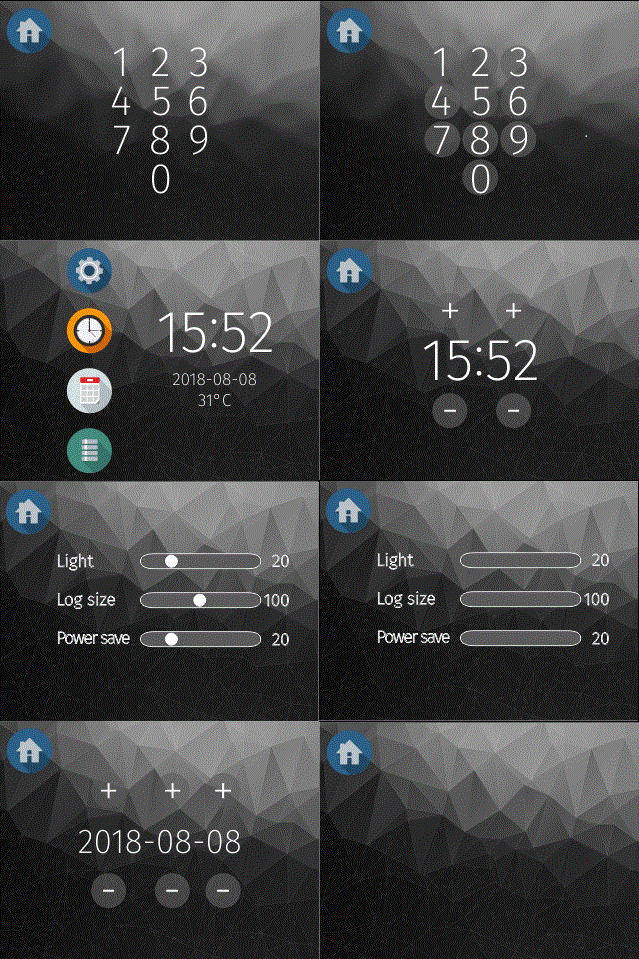 1 2 3
4 5 6
7 8 9
0
1 2 3
4 5 6
7 8 9
0
15:52
2018-08-08
31°C
+ +
15:52
- -
Light 20
Log size 100
Power save 20
Light 20
Log size 100
Power save 20
+ + +
2018-08-08
- - -